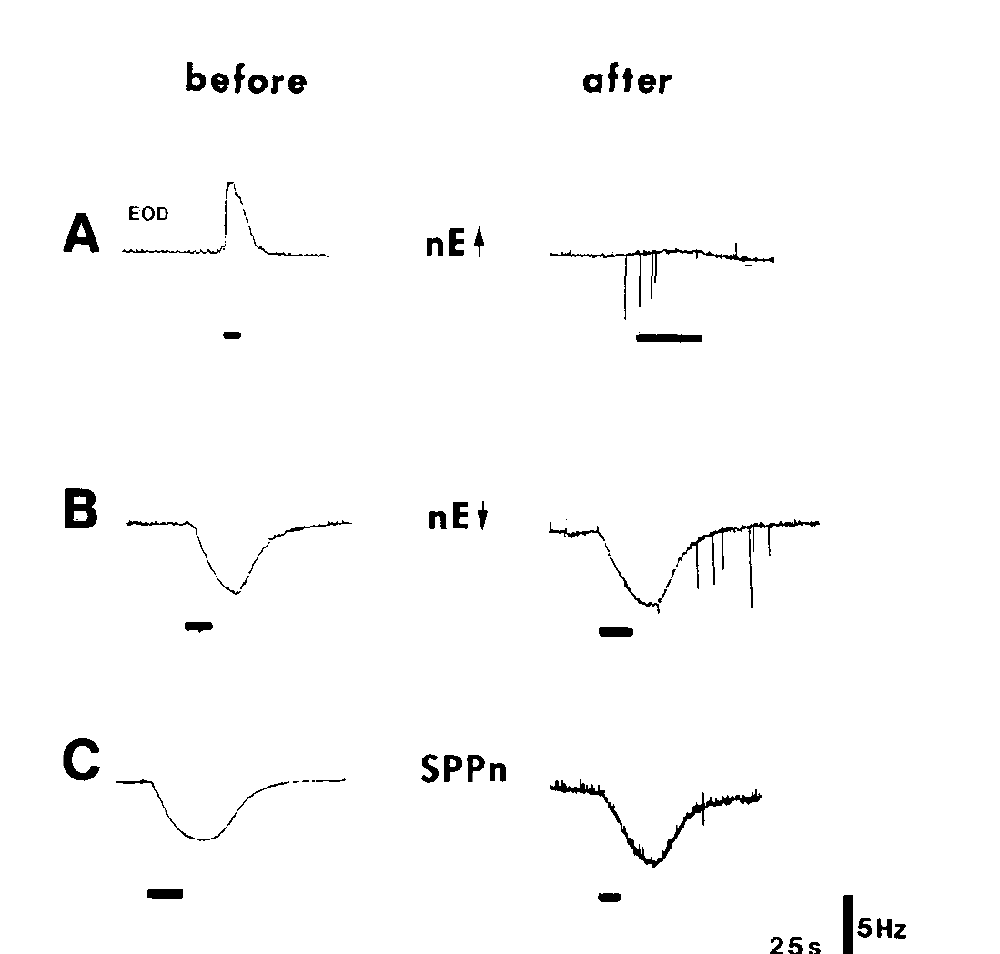 before after
EOD
A nE↑
B nE↓
C SPPn
5Hz
25s